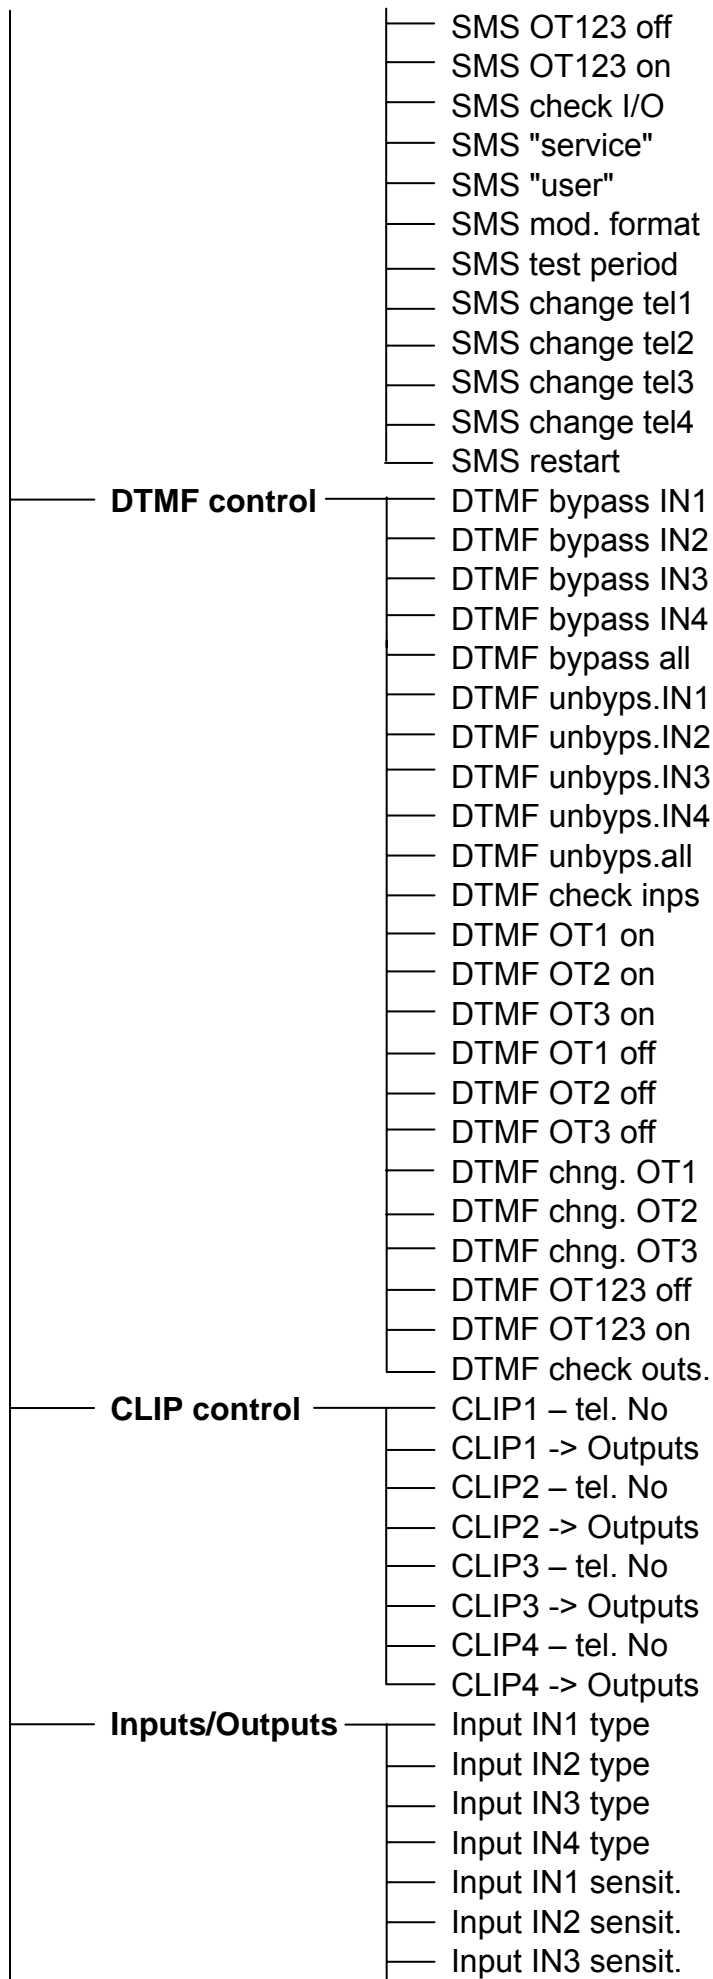 SMS OT123 off
SMS OT123 on
SMS check I/O
SMS "service"
SMS "user"
SMS mod. format
SMS test period
SMS change tel1
SMS change tel2
SMS change tel3
SMS change tel4
SMS restart
DTMF control DTMF bypass IN1
DTMF bypass IN2
DTMF bypass IN3
DTMF bypass IN4
DTMF bypass all
DTMF unbyps.IN1
DTMF unbyps.IN2
DTMF unbyps.IN3
DTMF unbyps.IN4
DTMF unbyps.all
DTMF check inps
DTMF OT1 on
DTMF OT2 on
DTMF OT3 on
DTMF OT1 off
DTMF OT2 off
DTMF OT3 off
DTMF chng. OT1
DTMF chng. OT2
DTMF chng. OT3
DTMF OT123 off
DTMF OT123 on
DTMF check outs.
CLIP control CLIP1 – tel. No
CLIP1 -> Outputs
CLIP2 – tel. No
CLIP2 -> Outputs
CLIP3 – tel. No
CLIP3 -> Outputs
CLIP4 – tel. No
CLIP4 -> Outputs
Inputs/Outputs Input IN1 type
Input IN2 type
Input IN3 type
Input IN4 type
Input IN1 sensit.
Input IN2 sensit.
Input IN3 sensit.